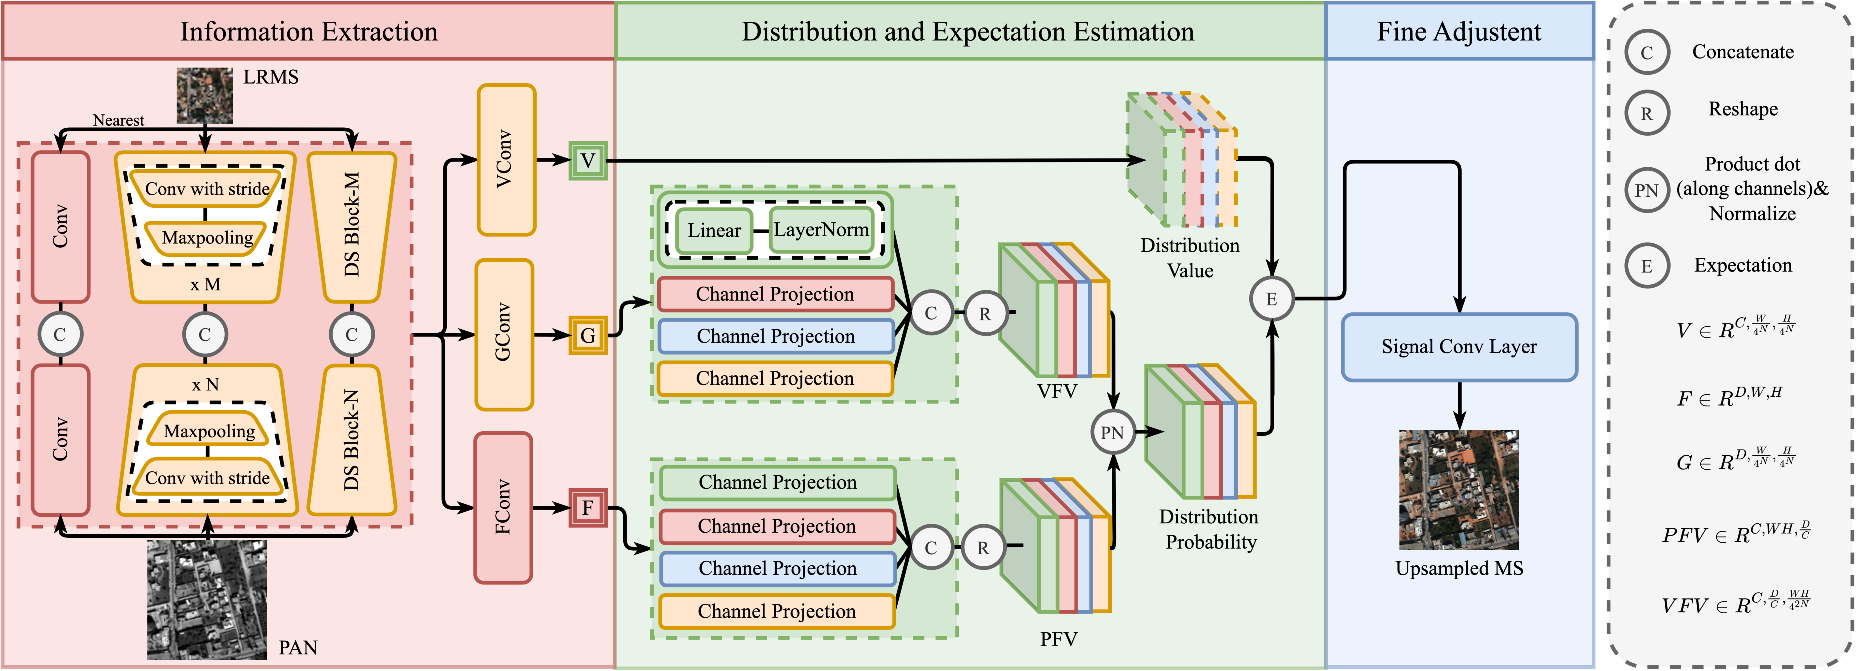 Information Extraction
Distribution and Expectation Estimation
Fine Adjustent
LRMS
Nearest
Conv
Conv with stride
Maxpooling
x M
DS Block-M
C
C
C
Conv
x N
Maxpooling
Conv with stride
DS Block-N
PAN
VConv
GConv
FConv
V
G
F
Linear
LayerNorm
Channel Projection
Channel Projection
Channel Projection
C
R
VFV
Channel Projection
Channel Projection
Channel Projection
Channel Projection
C
R
PFV
PN
Distribution
Probability
Distribution
Value
E
Signal Conv Layer
Upsampled MS
C Concatenate
R Reshape
PN Product dot
(along channels)&
Normalize
E Expectation
$V \in R^{C,\frac{W}{4^N},\frac{H}{4^N}}$
$F \in R^{D,W,H}$
$G \in R^{D,\frac{W}{4^N},\frac{H}{4^N}}$
$PFV \in R^{C,WH,\frac{D}{C}}$
$VFV \in R^{C,\frac{D}{C},\frac{WH}{4^{2N}}}$